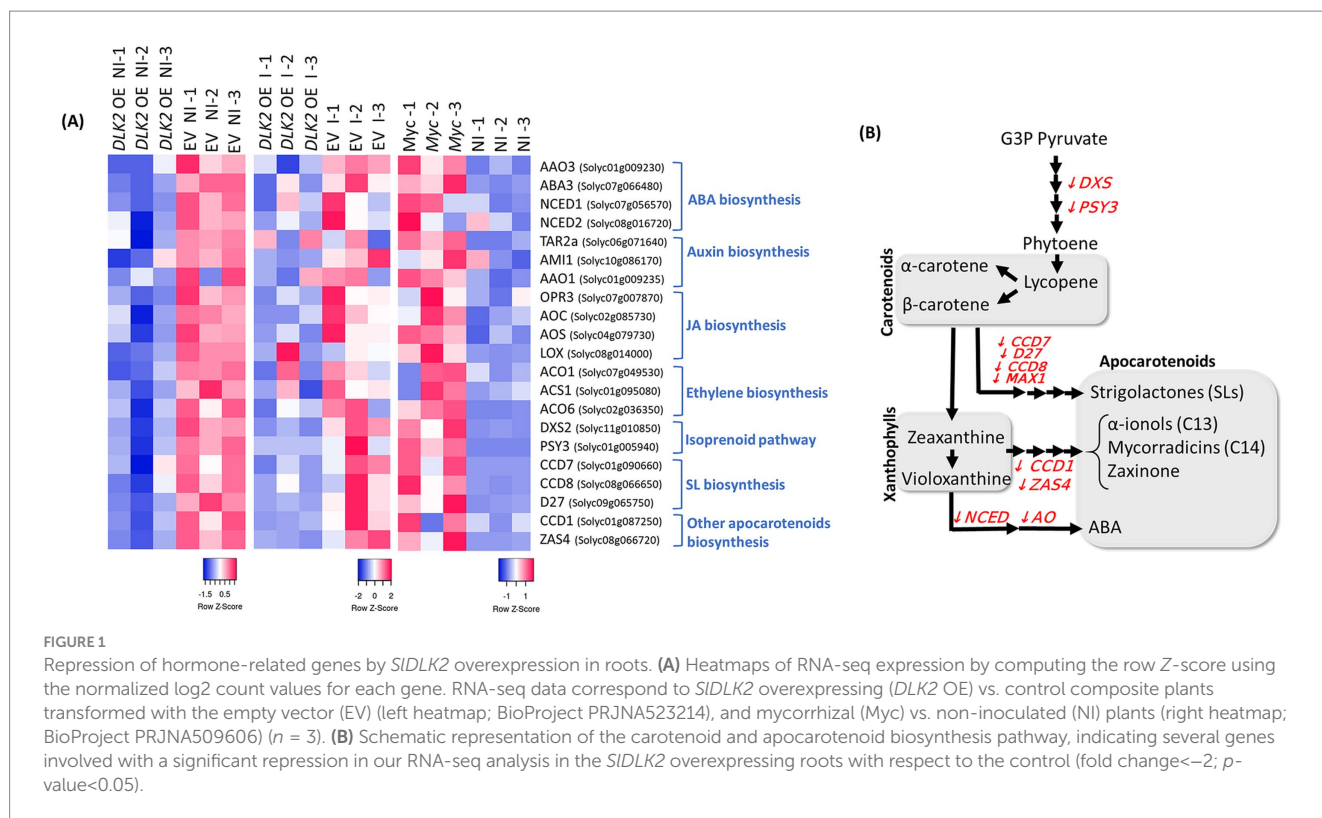 (A)
DLK2 OE NI-1
DLK2 OE NI-2
DLK2 OE NI-3
EV NI -1
EV NI-2
EV NI -3
DLK2 OE I -1
DLK2 OE I -2
DLK2 OE I -3
EV I-1
EV I-2
EV I-3
Myc -1
Myc -2
Myc -3
NI -1
NI -2
NI -3
AAO3 (Solyc01g009230)
ABA3 (Solyc07g066480)
NCED1 (Solyc07g056570)
NCED2 (Solyc08g016720)
TAR2a (Solyc06g071640)
AMI1 (Solyc10g086170)
AAO1 (Solyc01g009235)
OPR3 (Solyc07g007870)
AOC (Solyc02g085730)
AOS (Solyc04g079730)
LOX (Solyc08g014000)
ACO1 (Solyc07g049530)
ACS1 (Solyc01g095080)
ACO6 (Solyc02g036350)
DXS2 (Solyc11g010850)
PSY3 (Solyc01g005940)
CCD7 (Solyc01g090660)
CCD8 (Solyc08g066650)
D27 (Solyc09g065750)
CCD1 (Solyc01g087250)
ZAS4 (Solyc08g066720)
ABA biosynthesis
Auxin biosynthesis
JA biosynthesis
Ethylene biosynthesis
Isoprenoid pathway
SL biosynthesis
Other apocarotenoids
biosynthesis
-1.5 0.5
Row Z-Score
-2 0 2
Row Z-Score
-1 1
Row Z-Score
(B)
G3P Pyruvate
↓DXS
↓PSY3
Phytoene
Carotenoids
α-carotene
Lycopene
β-carotene
↓ CCD7
↓ D27
↓ CCD8
↓ MAX1
Apocarotenoids
Strigolactones (SLs)
α-ionols (C13)
Mycorradicins (C14)
Zaxinone
Xanthophylls
Zeaxanthine
Violoxanthine
↓ CCD1
↓ ZAS4
↓NCED
↓AO
ABA
FIGURE 1
Repression of hormone-related genes by SlDLK2 overexpression in roots. (A) Heatmaps of RNA-seq expression by computing the row Z-score using
the normalized log2 count values for each gene. RNA-seq data correspond to SlDLK2 overexpressing (DLK2 OE) vs. control composite plants
transformed with the empty vector (EV) (left heatmap; BioProject PRJNA523214), and mycorrhizal (Myc) vs. non-inoculated (NI) plants (right heatmap;
BioProject PRJNA509606) (n = 3). (B) Schematic representation of the carotenoid and apocarotenoid biosynthesis pathway, indicating several genes
involved with a significant repression in our RNA-seq analysis in the SlDLK2 overexpressing roots with respect to the control (fold change<−2; p-
value<0.05).